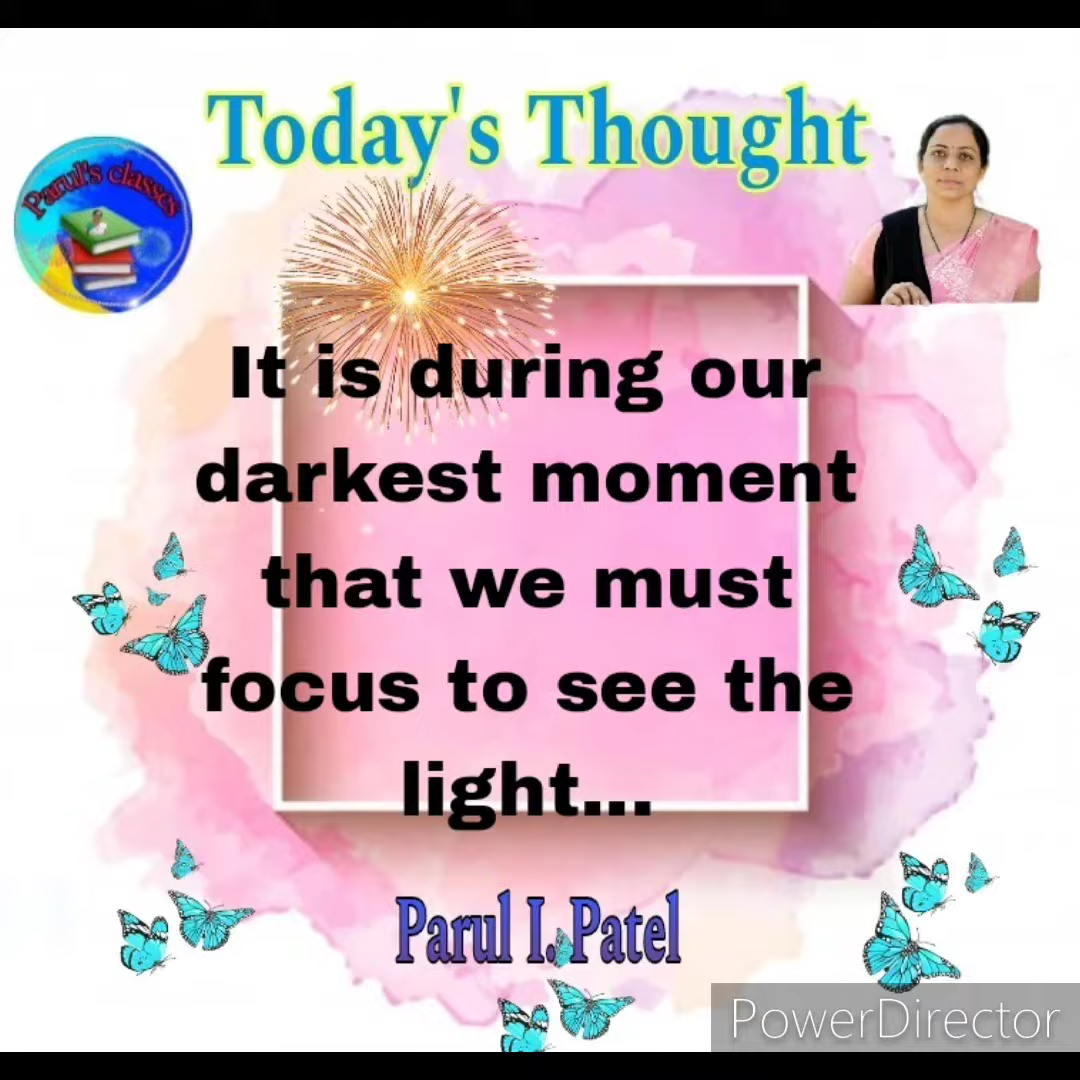 Today's Thought
Parul's classes
It is during our
darkest moment
that we must
focus to see the
light...
Parul I. Patel
PowerDirector